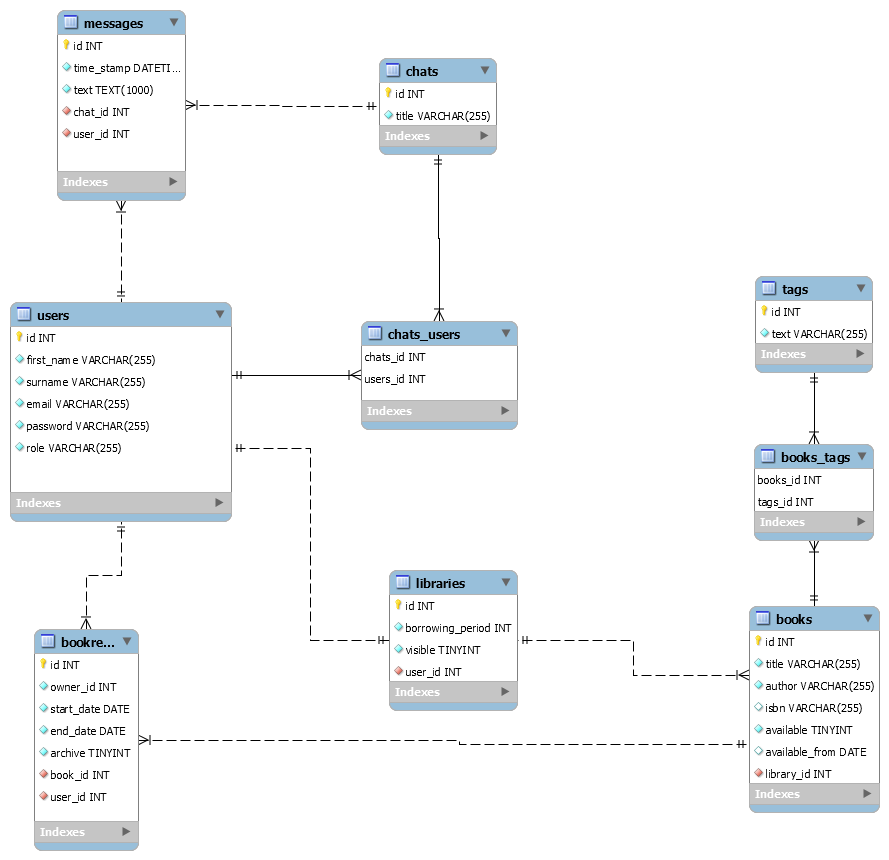 messages
id INT
time_stamp DATETI...
text TEXT(1000)
chat_id INT
user_id INT
Indexes
chats
id INT
title VARCHAR(255)
Indexes
users
id INT
first_name VARCHAR(255)
surname VARCHAR(255)
email VARCHAR(255)
password VARCHAR(255)
role VARCHAR(255)
Indexes
chats_users
chats_id INT
users_id INT
Indexes
tags
id INT
text VARCHAR(255)
Indexes
books_tags
books_id INT
tags_id INT
Indexes
libraries
id INT
borrowing_period INT
visible TINYINT
user_id INT
Indexes
books
id INT
title VARCHAR(255)
author VARCHAR(255)
isbn VARCHAR(255)
available TINYINT
available_from DATE
library_id INT
Indexes
bookre...
id INT
owner_id INT
start_date DATE
end_date DATE
archive TINYINT
book_id INT
user_id INT
Indexes